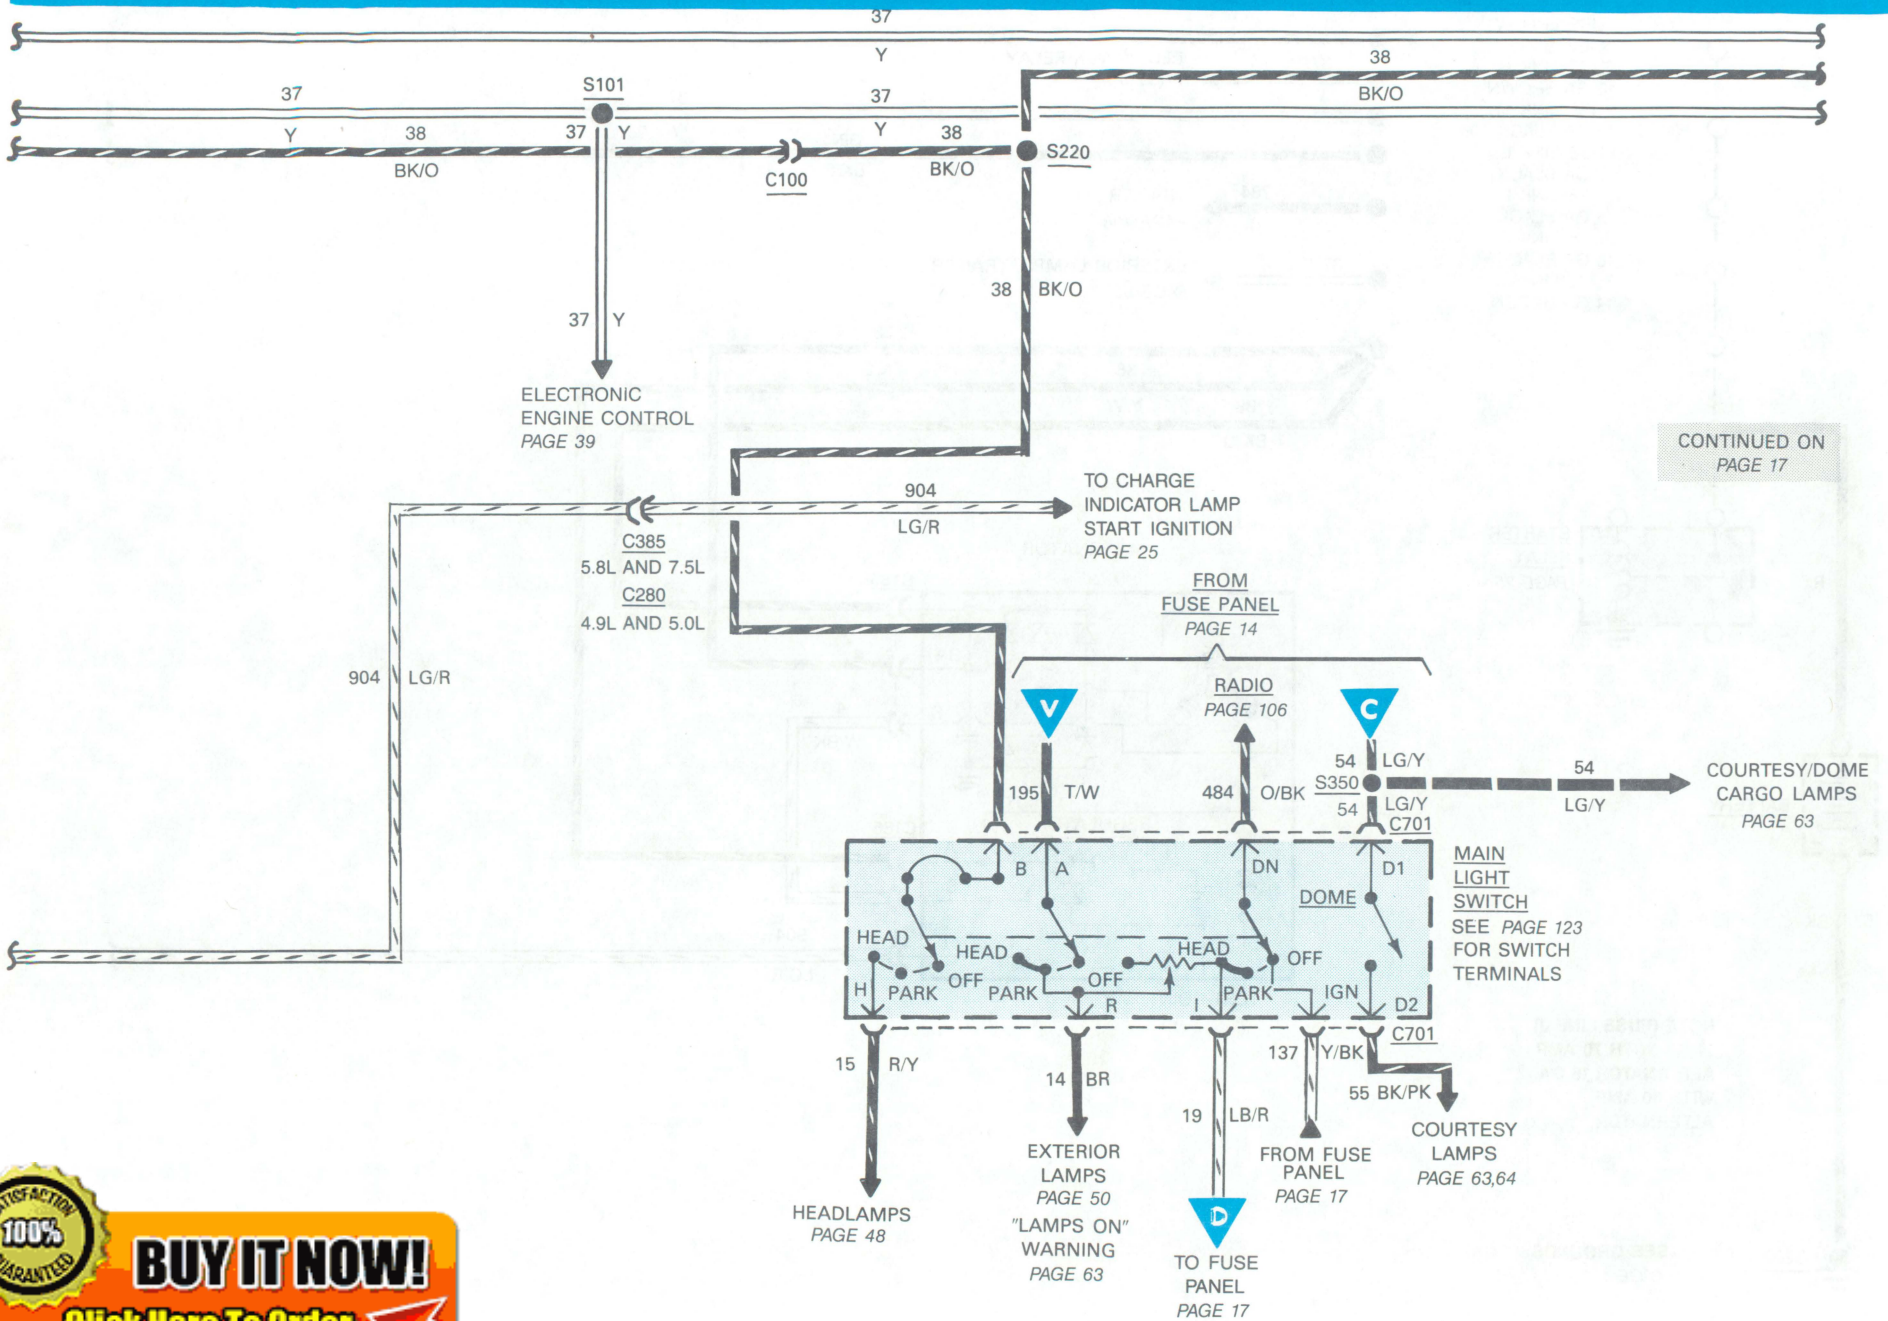 37
Y
38
BK/O
S101
37
37
Y
38
37
Y
Y
38
BK/O
C100
BK/O
S220
38
BK/O
37
Y
ELECTRONIC
ENGINE CONTROL
PAGE 39
CONTINUED ON
PAGE 17
904
LG/R
TO CHARGE
INDICATOR LAMP
START IGNITION
PAGE 25
C385
5.8L AND 7.5L
C280
4.9L AND 5.0L
FROM
FUSE PANEL
PAGE 14
904
LG/R
V
RADIO
PAGE 106
C
195
T/W
484
O/BK
54
LG/Y
S350
54
LG/Y
54
LG/Y
C701
COURTESY/DOME
CARGO LAMPS
PAGE 63
B
A
DN
D1
DOME
MAIN
LIGHT
SWITCH
SEE PAGE 123
FOR SWITCH
TERMINALS
HEAD
HEAD
HEAD
OFF
OFF
OFF
H
PARK
PARK
R
I
PARK
IGN
D2
C701
15
R/Y
14
BR
19
LB/R
137
Y/BK
55 BK/PK
HEADLAMPS
PAGE 48
EXTERIOR
LAMPS
PAGE 50
"LAMPS ON"
WARNING
PAGE 63
D
TO FUSE
PANEL
PAGE 17
FROM FUSE
PANEL
PAGE 17
COURTESY
LAMPS
PAGE 63,64
100%
BUY IT NOW!
Click Here To Order